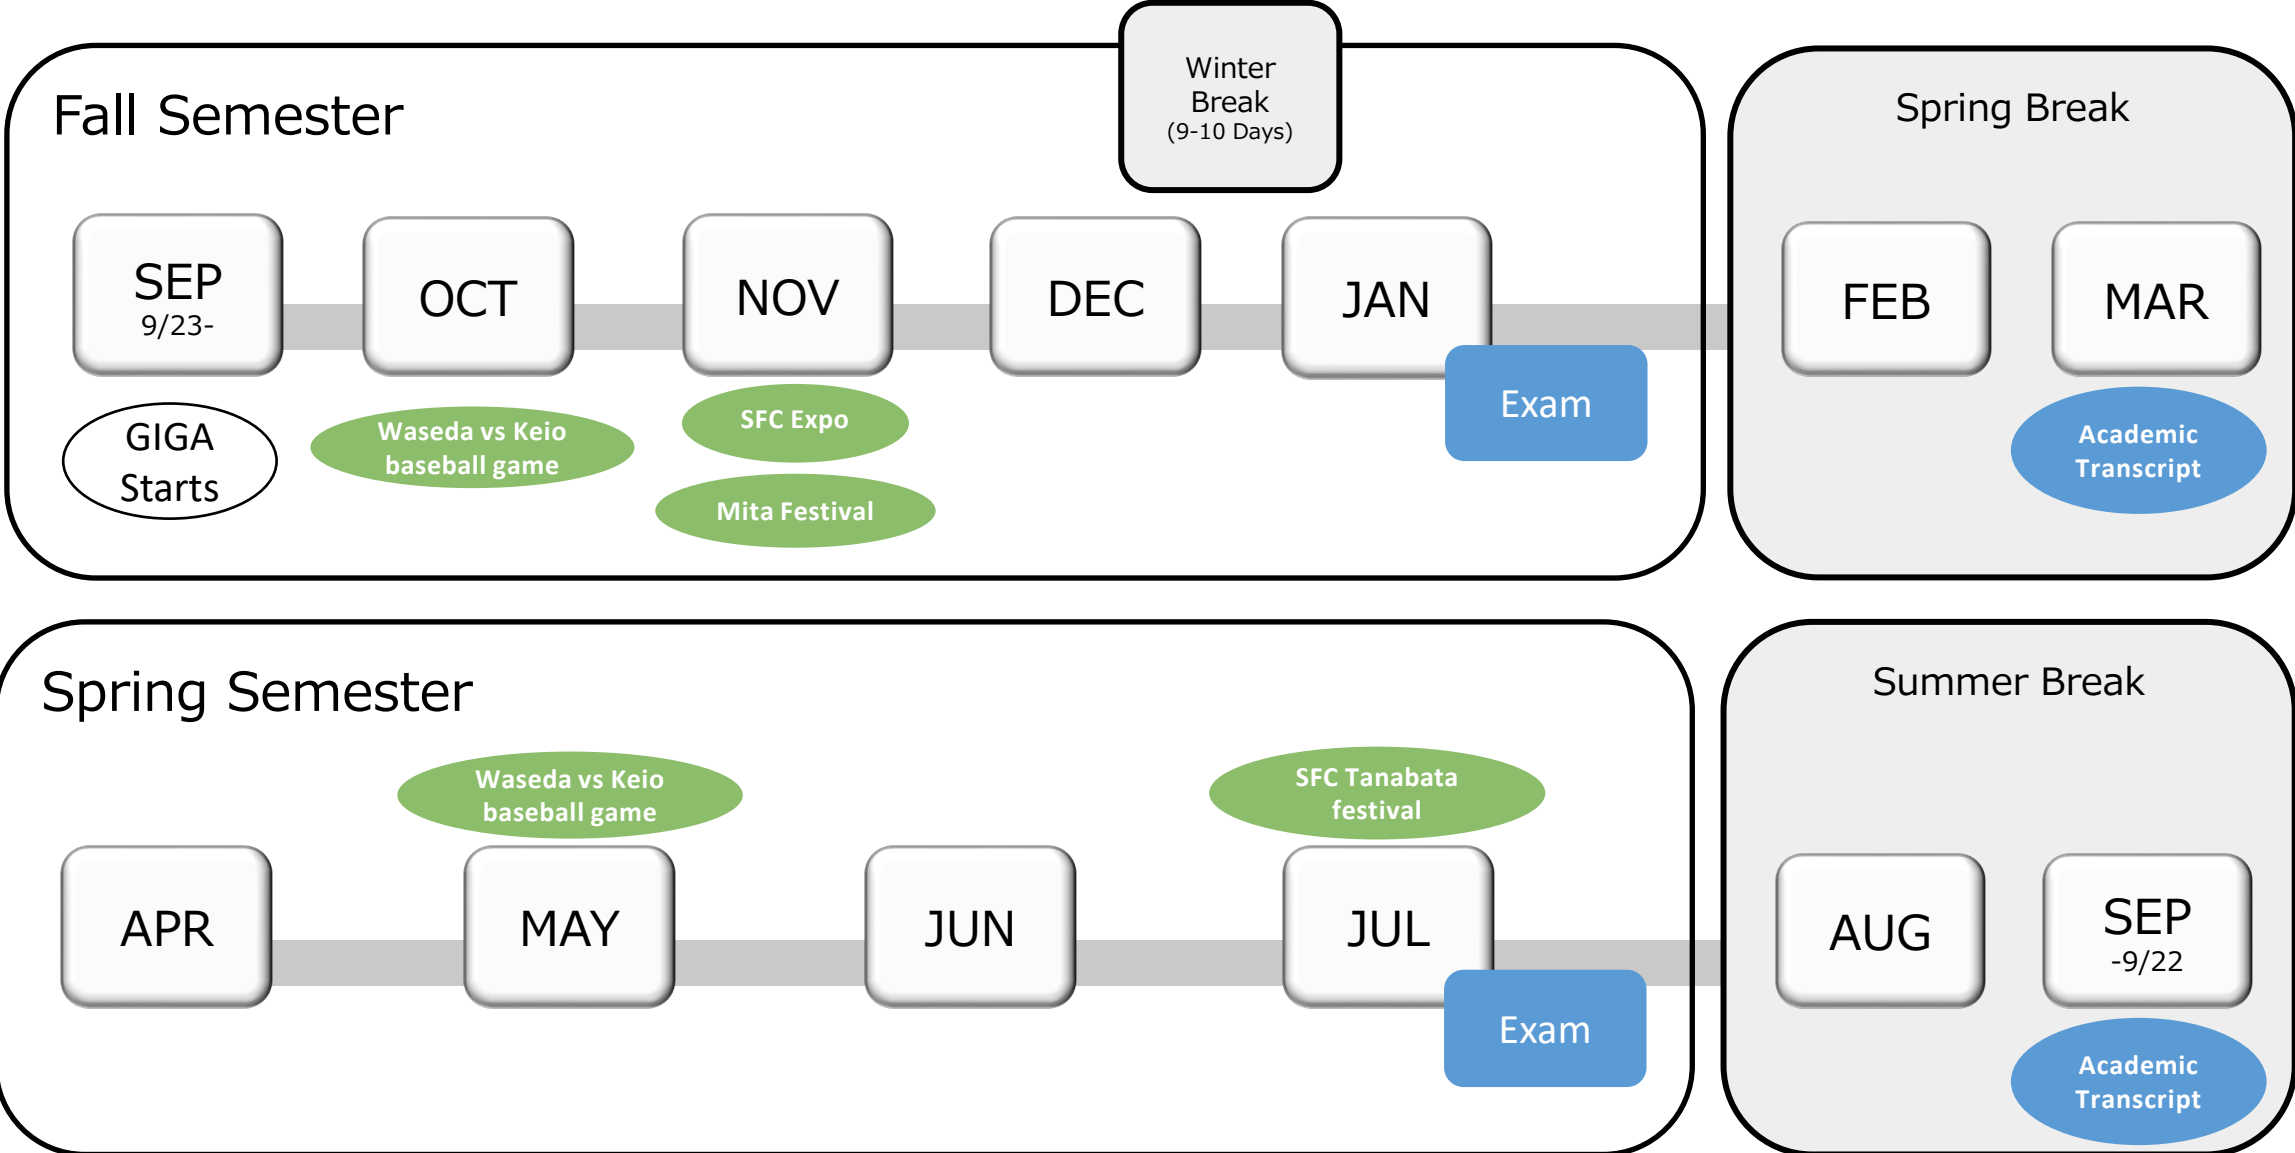 Winter
Break
(9-10 Days)
Fall Semester
Spring Break
SEP
9/23-
OCT
NOV
DEC
JAN
FEB
MAR
Exam
GIGA
Starts
Waseda vs Keio
baseball game
SFC Expo
Mita Festival
Academic
Transcript
Spring Semester
Summer Break
Waseda vs Keio
baseball game
SFC Tanabata
festival
APR
MAY
JUN
JUL
AUG
SEP
-9/22
Exam
Academic
Transcript